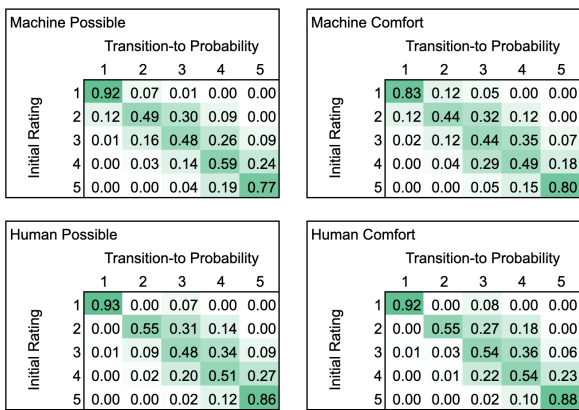 Machine Possible
Transition-to Probability
1 2 3 4 5
Initial Rating
1 0.92 0.07 0.01 0.00 0.00
2 0.12 0.49 0.30 0.09 0.00
3 0.01 0.16 0.48 0.26 0.09
4 0.00 0.03 0.14 0.59 0.24
5 0.00 0.00 0.04 0.19 0.77
Machine Comfort
Transition-to Probability
1 2 3 4 5
Initial Rating
1 0.83 0.12 0.05 0.00 0.00
2 0.12 0.44 0.32 0.12 0.00
3 0.02 0.12 0.44 0.35 0.07
4 0.00 0.04 0.29 0.49 0.18
5 0.00 0.00 0.05 0.15 0.80
Human Possible
Transition-to Probability
1 2 3 4 5
Initial Rating
1 0.93 0.00 0.07 0.00 0.00
2 0.00 0.55 0.31 0.14 0.00
3 0.01 0.09 0.48 0.34 0.09
4 0.00 0.02 0.20 0.51 0.27
5 0.00 0.00 0.02 0.12 0.86
Human Comfort
Transition-to Probability
1 2 3 4 5
Initial Rating
1 0.92 0.00 0.08 0.00 0.00
2 0.00 0.55 0.27 0.18 0.00
3 0.01 0.03 0.54 0.36 0.06
4 0.00 0.01 0.22 0.54 0.23
5 0.00 0.00 0.02 0.10 0.88